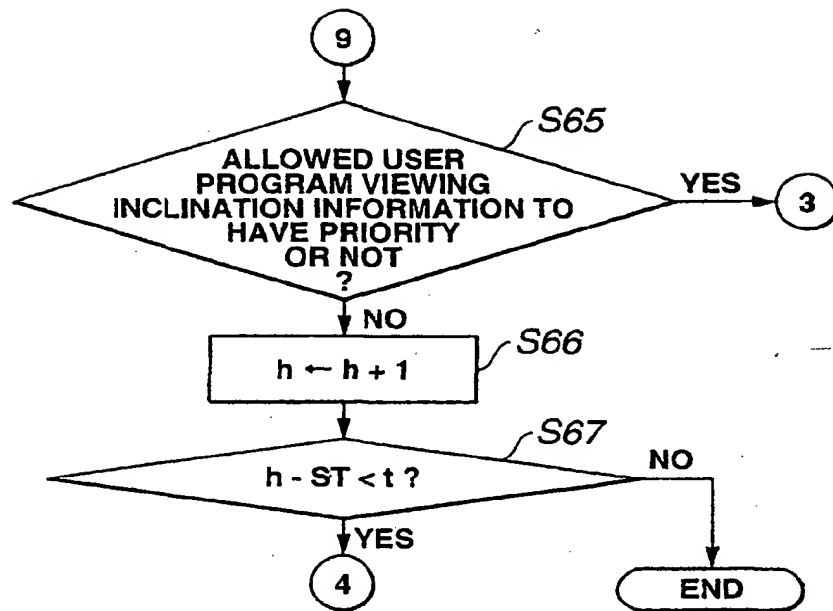 9
S65
ALLOWED USER
PROGRAM VIEWING
INCLINATION INFORMATION TO
HAVE PRIORITY
OR NOT
?
YES
3
NO
S66
h ← h + 1
S67
h - ST < t ?
NO
YES
4
END